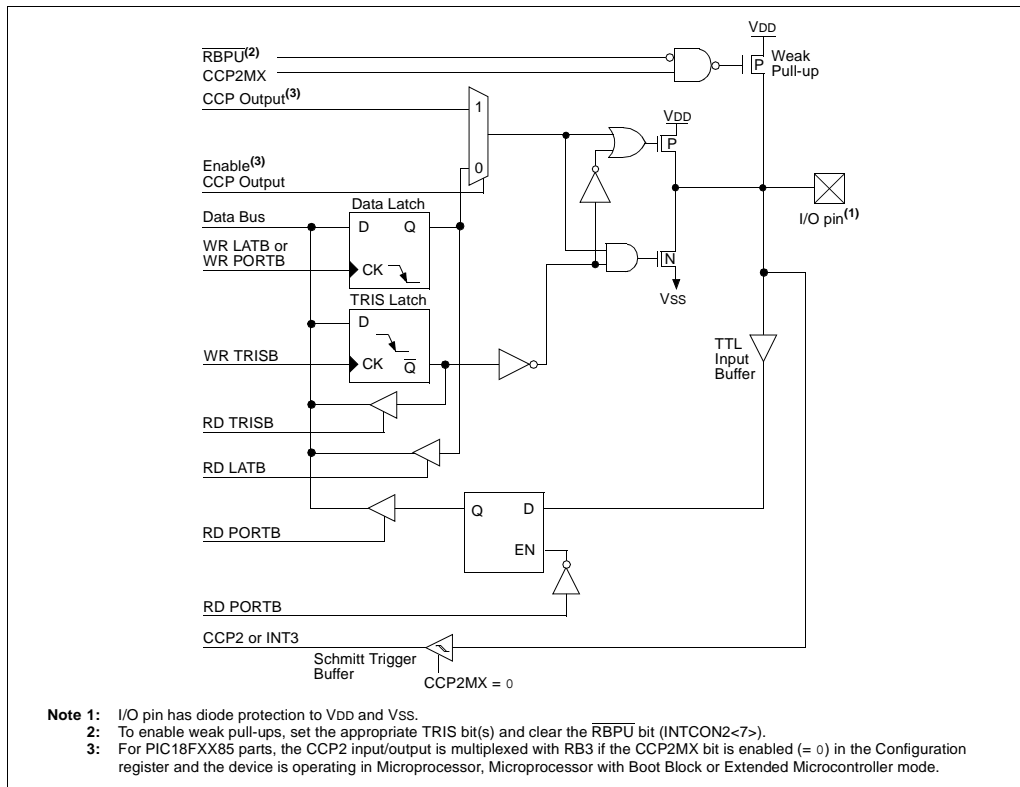 VDD
RBPU(2)
Weak
Pull-up
P
CCP2MX
CCP Output(3)
1
VDD
P
0
Enable(3)
CCP Output
I/O pin(1)
Data Bus
Data Latch
D Q
WR LATB or
WR PORTB
CK
N
VSS
TRIS Latch
D
WR TRISB
CK Q
TTL
Input
Buffer
RD TRISB
RD LATB
Q D
RD PORTB
EN
RD PORTB
CCP2 or INT3
Schmitt Trigger
Buffer
CCP2MX = 0
Note 1: I/O pin has diode protection to VDD and VSS.
2: To enable weak pull-ups, set the appropriate TRIS bit(s) and clear the RBPU bit (INTCON2<7>).
3: For PIC18FXX85 parts, the CCP2 input/output is multiplexed with RB3 if the CCP2MX bit is enabled (= 0) in the Configuration
register and the device is operating in Microprocessor, Microprocessor with Boot Block or Extended Microcontroller mode.